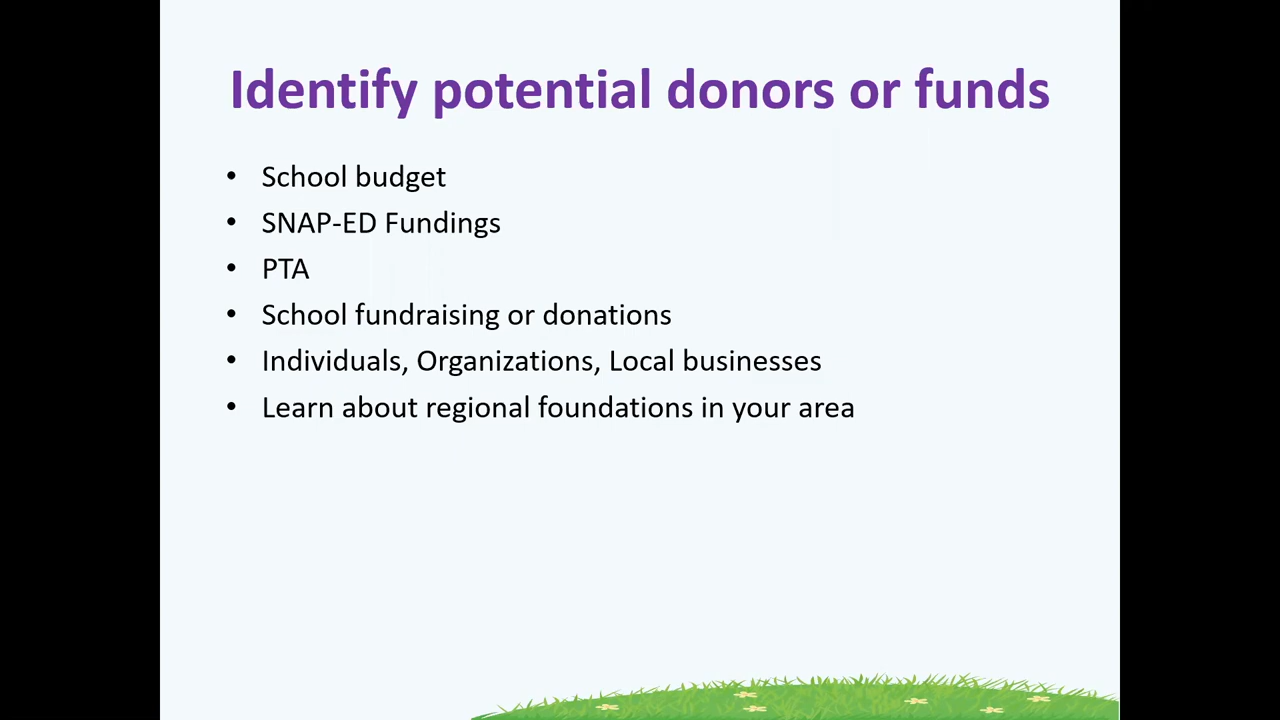 Identify potential donors or funds
• School budget
• SNAP-ED Fundings
• PTA
• School fundraising or donations
• Individuals, Organizations, Local businesses
• Learn about regional foundations in your area